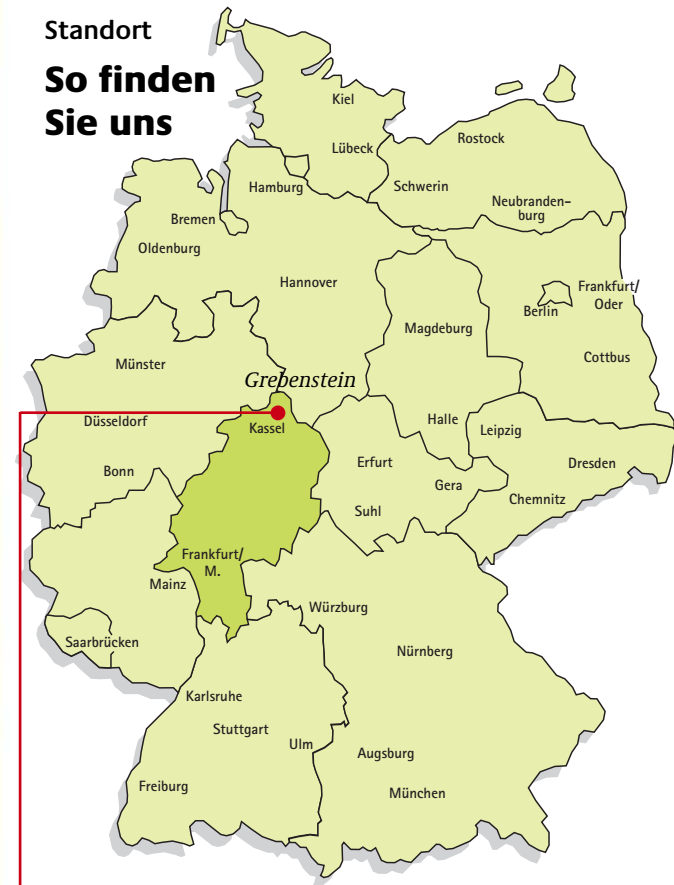 Standort
So finden
Sie uns
Kiel
Lübeck
Rostock
Hamburg
Schwerin
Neubranden-
burg
Bremen
Oldenburg
Hannover
Berlin
Frankfurt/
Oder
Magdeburg
Cottbus
Münster
Grebenstein
Düsseldorf
Kassel
Halle
Leipzig
Bonn
Erfurt
Gera
Dresden
Suhl
Chemnitz
Frankfurt/
M.
Mainz
Würzburg
Saarbrücken
Nürnberg
Karlsruhe
Stuttgart
Ulm
Augsburg
Freiburg
München